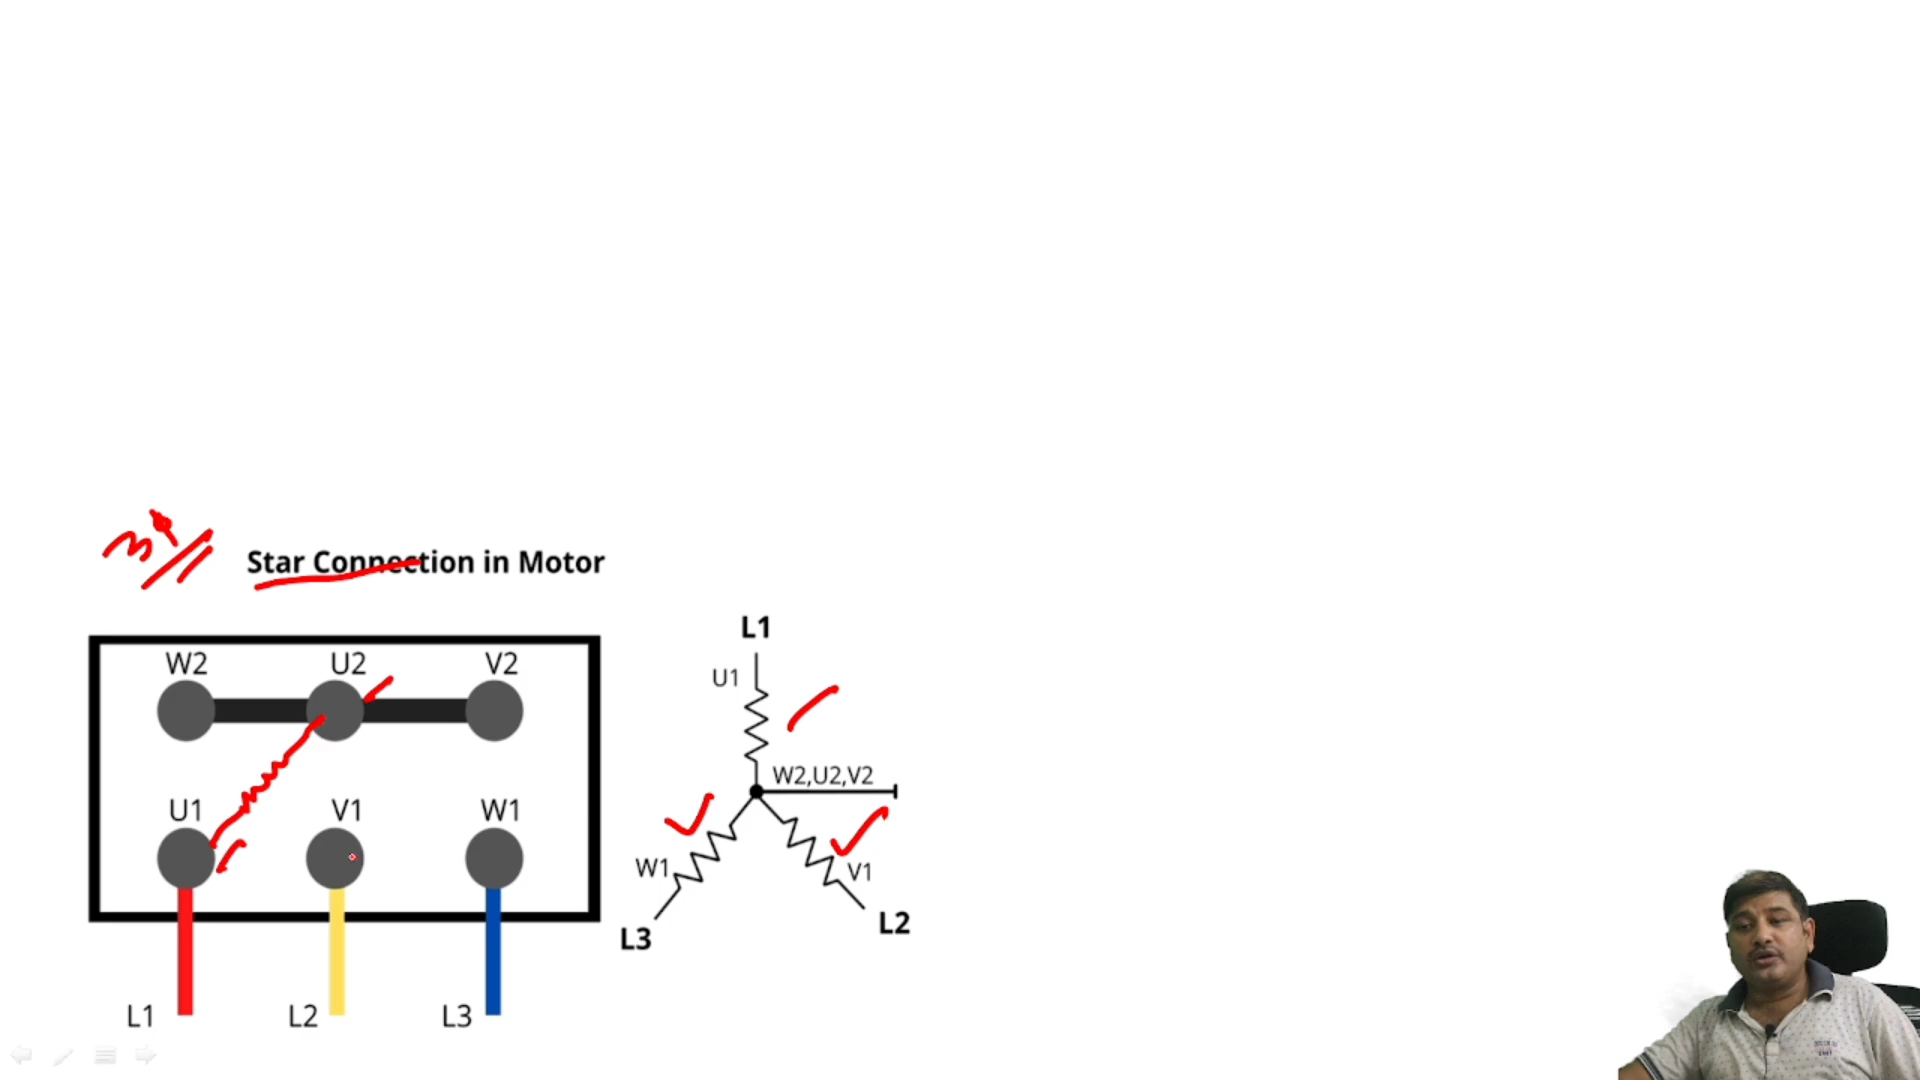 3φ
Star Connection in Motor
W2 U2 V2
U1 V1 W1
L1 L2 L3
L1
U1
W2,U2,V2
W1 V1
L3 L2